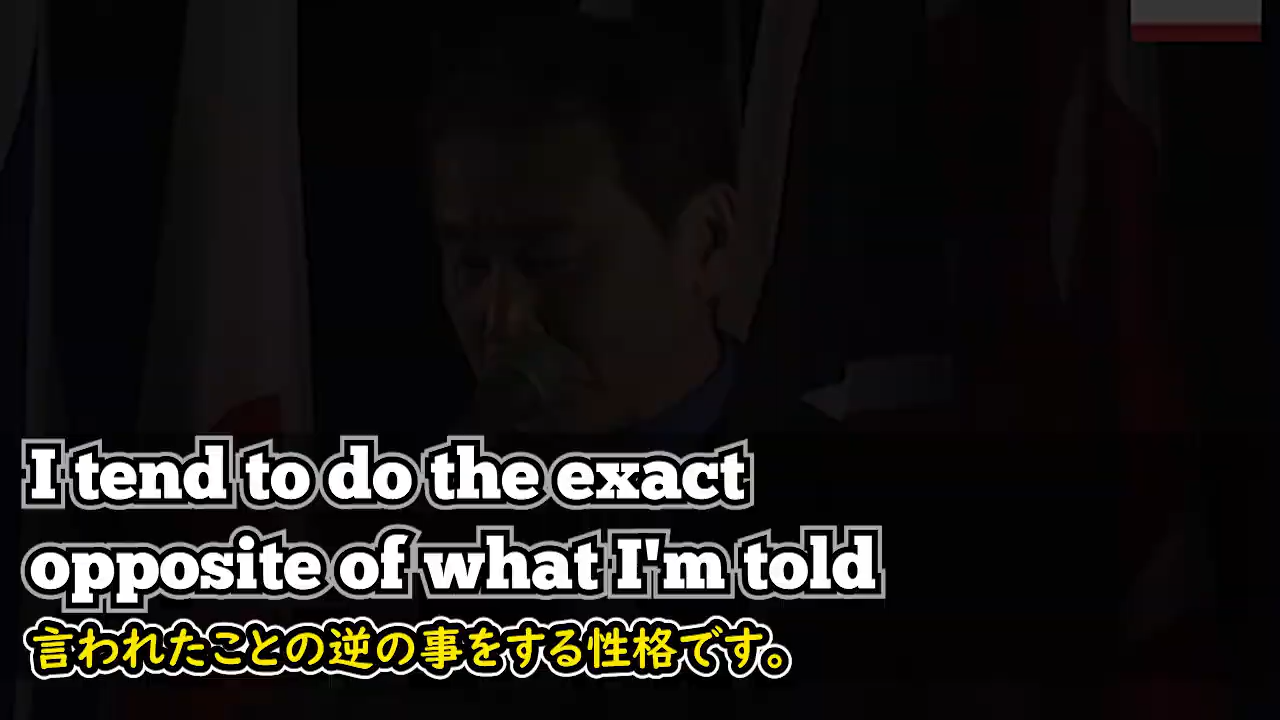 I tend to do the exact
opposite of what I'm told
言われたことの逆の事をする性格です。